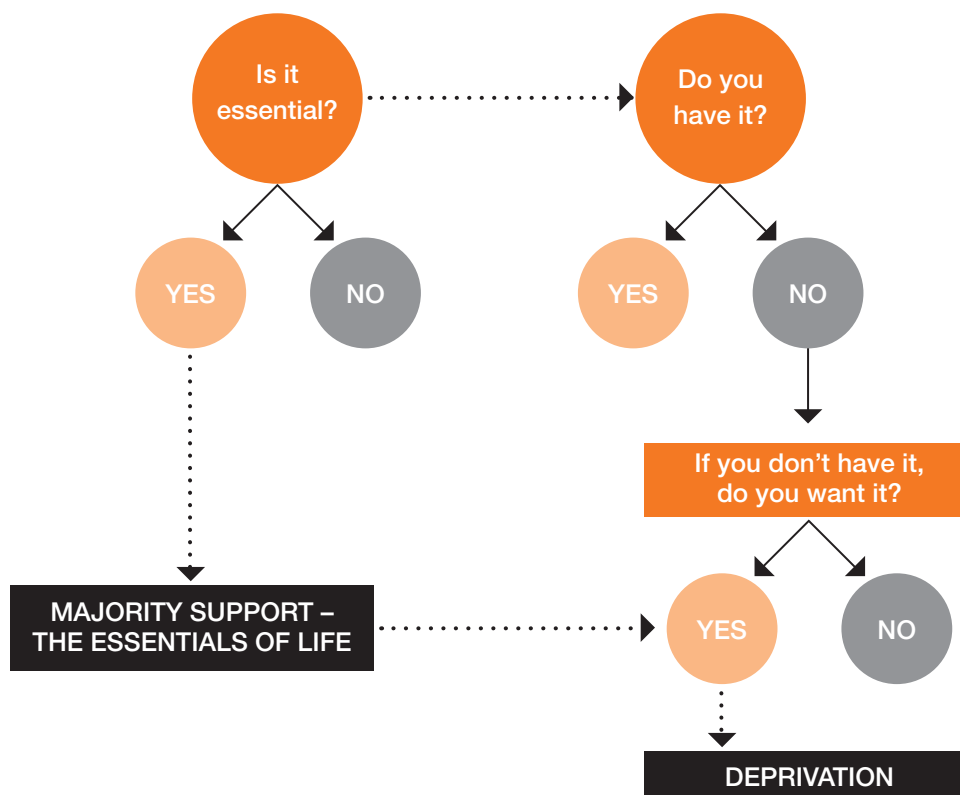 Is it
essential?
Do you
have it?
YES
NO
YES
NO
If you don’t have it,
do you want it?
MAJORITY SUPPORT –
THE ESSENTIALS OF LIFE
YES
NO
DEPRIVATION